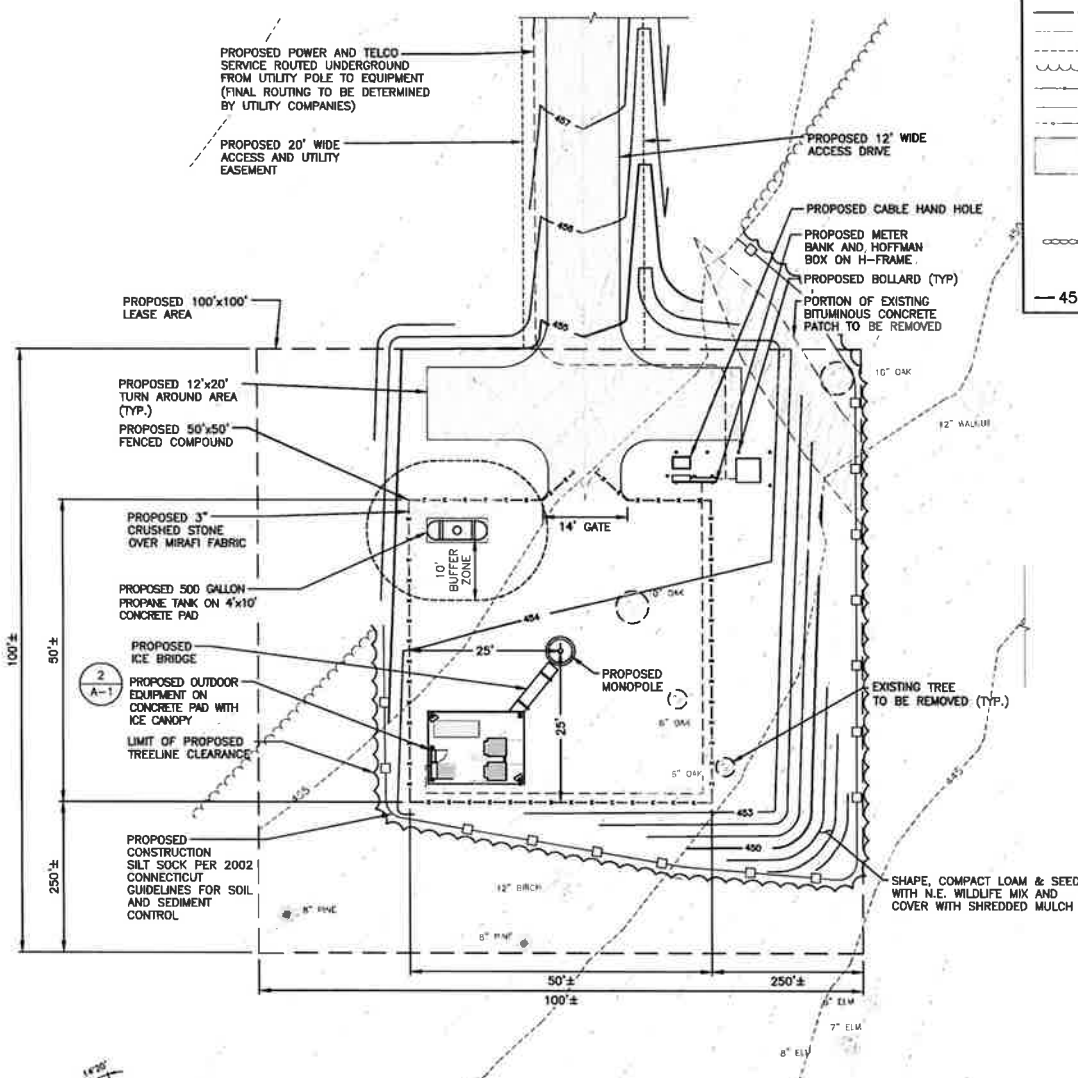 PROPOSED POWER AND TELCO
SERVICE ROUTED UNDERGROUND
FROM UTILITY POLE TO EQUIPMENT
(FINAL ROUTING TO BE DETERMINED
BY UTILITY COMPANIES)
PROPOSED 20' WIDE
ACCESS AND UTILITY
EASEMENT
457
PROPOSED 12' WIDE
ACCESS DRIVE
456
PROPOSED CABLE HAND HOLE
PROPOSED METER
BANK AND HOFFMAN
BOX ON H-FRAME
PROPOSED BOLLARD (TYP)
PORTION OF EXISTING
BITUMINOUS CONCRETE
PATCH TO BE REMOVED
45
PROPOSED 100'x100'
LEASE AREA
455
PROPOSED 12'x20'
TURN AROUND AREA
(TYP.)
PROPOSED 50'x50'
FENCED COMPOUND
PROPOSED 3"
CRUSHED STONE
OVER MIRAFI FABRIC
14' GATE
10'
BUFFER
ZONE
PROPOSED 500 GALLON
PROPANE TANK ON 4'x10'
CONCRETE PAD
454
PROPOSED
ICE BRIDGE
25'
PROPOSED
MONOPOLE
2
A-1
PROPOSED OUTDOOR
EQUIPMENT ON
CONCRETE PAD WITH
ICE CANOPY
25'
EXISTING TREE
TO BE REMOVED (TYP.)
LIMIT OF PROPOSED
TREELINE CLEARANCE
455
445
453
450
PROPOSED
CONSTRUCTION
SILT SOCK PER 2002
CONNECTICUT
GUIDELINES FOR SOIL
AND SEDIMENT
CONTROL
SHAPE, COMPACT LOAM & SEED
WITH N.E. WILDLIFE MIX AND
COVER WITH SHREDDED MULCH
12" BIRCH
8" PINE
8" PINE
12" WALNUT
100'±
50'±
250'±
50'±
250'±
100'±
7" ELM
8" ELM